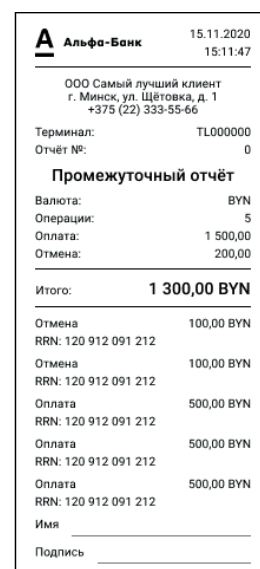 А Альфа-Банк 15.11.2020
15:11:47
ООО Самый лучший клиент
г. Минск, ул. Щётовка, д. 1
+375 (22) 333-55-66
Терминал: TL000000
Отчёт №: 0
Промежуточный отчёт
Валюта: BYN
Операции: 5
Оплата: 1 500,00
Отмена: 200,00
Итого: 1 300,00 BYN
Отмена 100,00 BYN
RRN: 120 912 091 212
Отмена 100,00 BYN
RRN: 120 912 091 212
Оплата 500,00 BYN
RRN: 120 912 091 212
Оплата 500,00 BYN
RRN: 120 912 091 212
Оплата 500,00 BYN
RRN: 120 912 091 212
Имя
Подпись